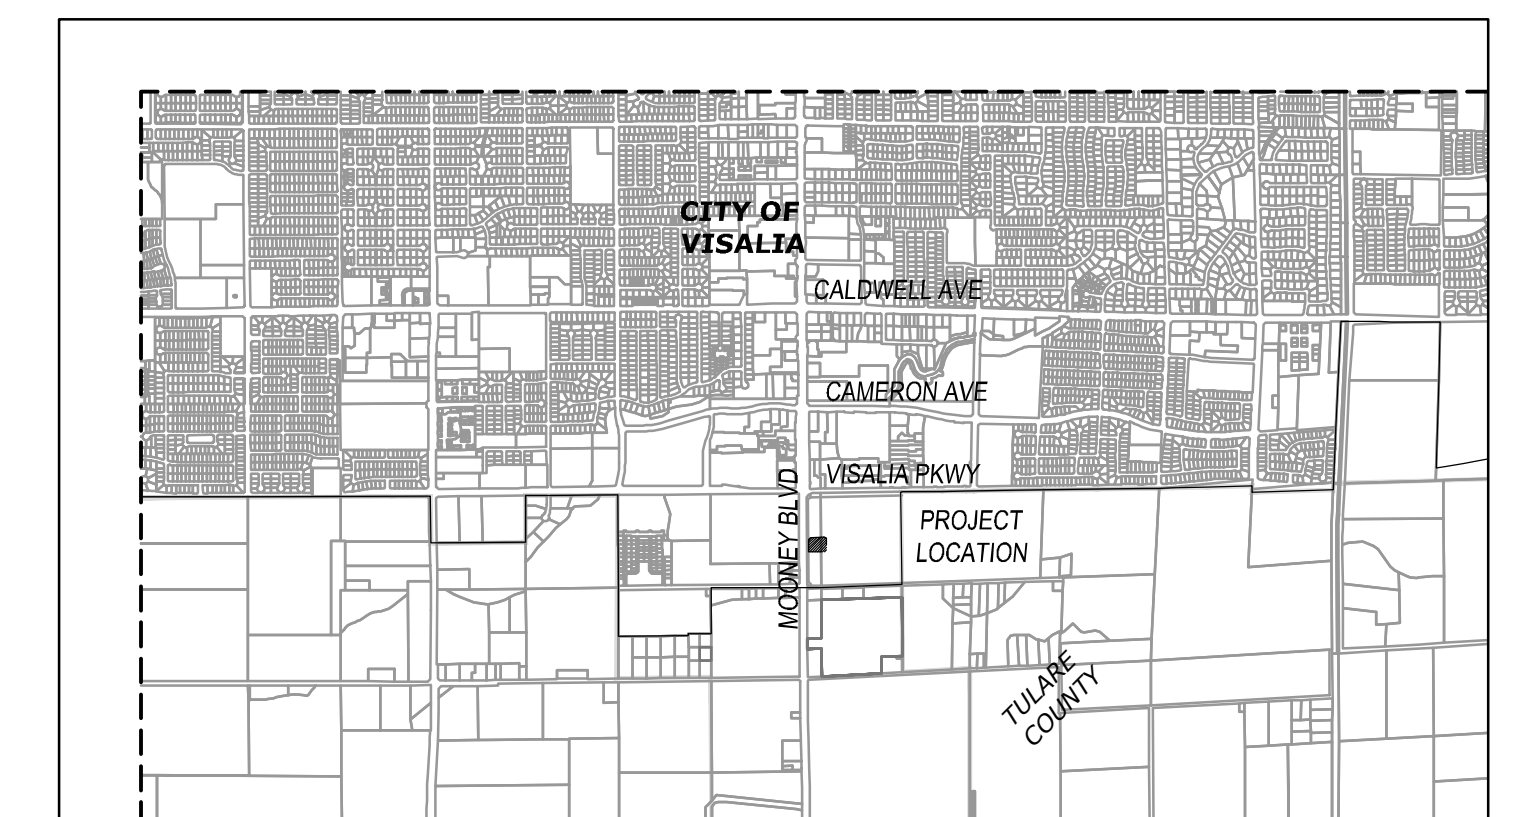 CITY OF
VISALIA
CALDWELL AVE
CAMERON AVE
VISALIA PKWY
MOONEY BLVD
PROJECT
LOCATION
TULARE
COUNTY